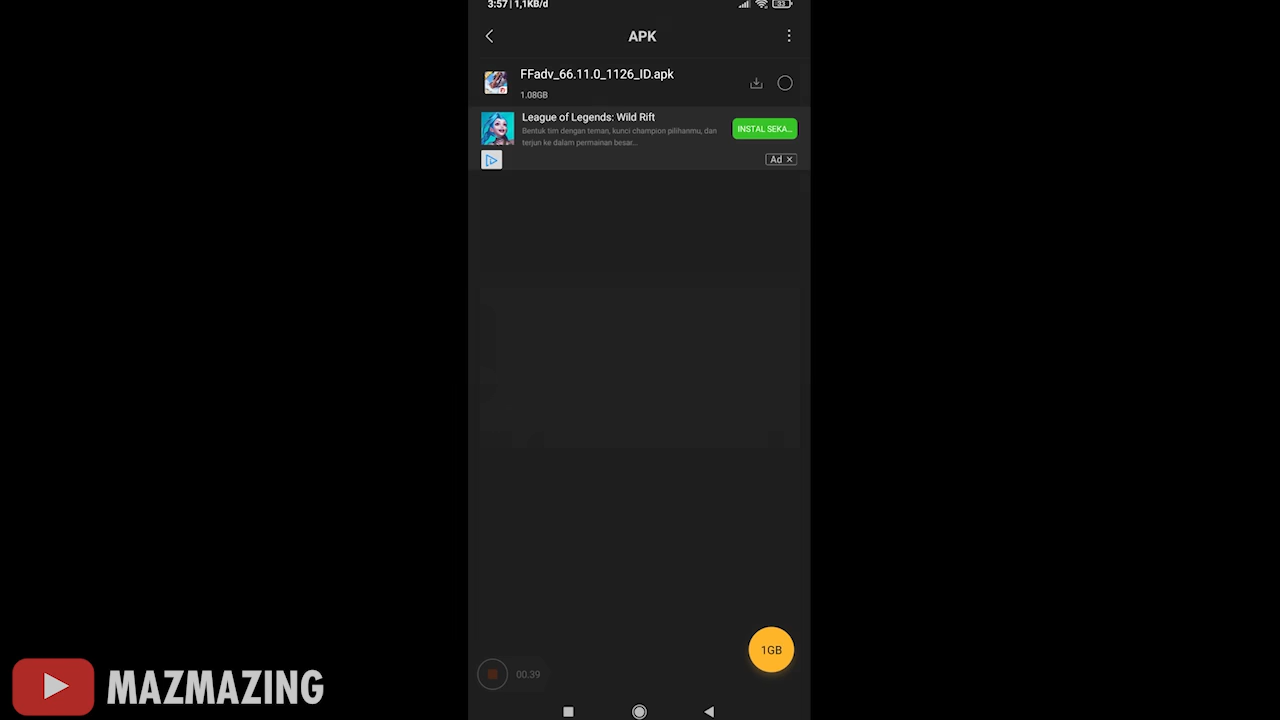 3:57 | 1,1KB/d
33
APK
FFadv_66.11.0_1126_ID.apk
1.08GB
League of Legends: Wild Rift
Bentuk tim dengan teman, kunci champion pilihanmu, dan
terjun ke dalam permainan besar...
INSTAL SEKA...
Ad
1GB
00.39
MAZMAZING